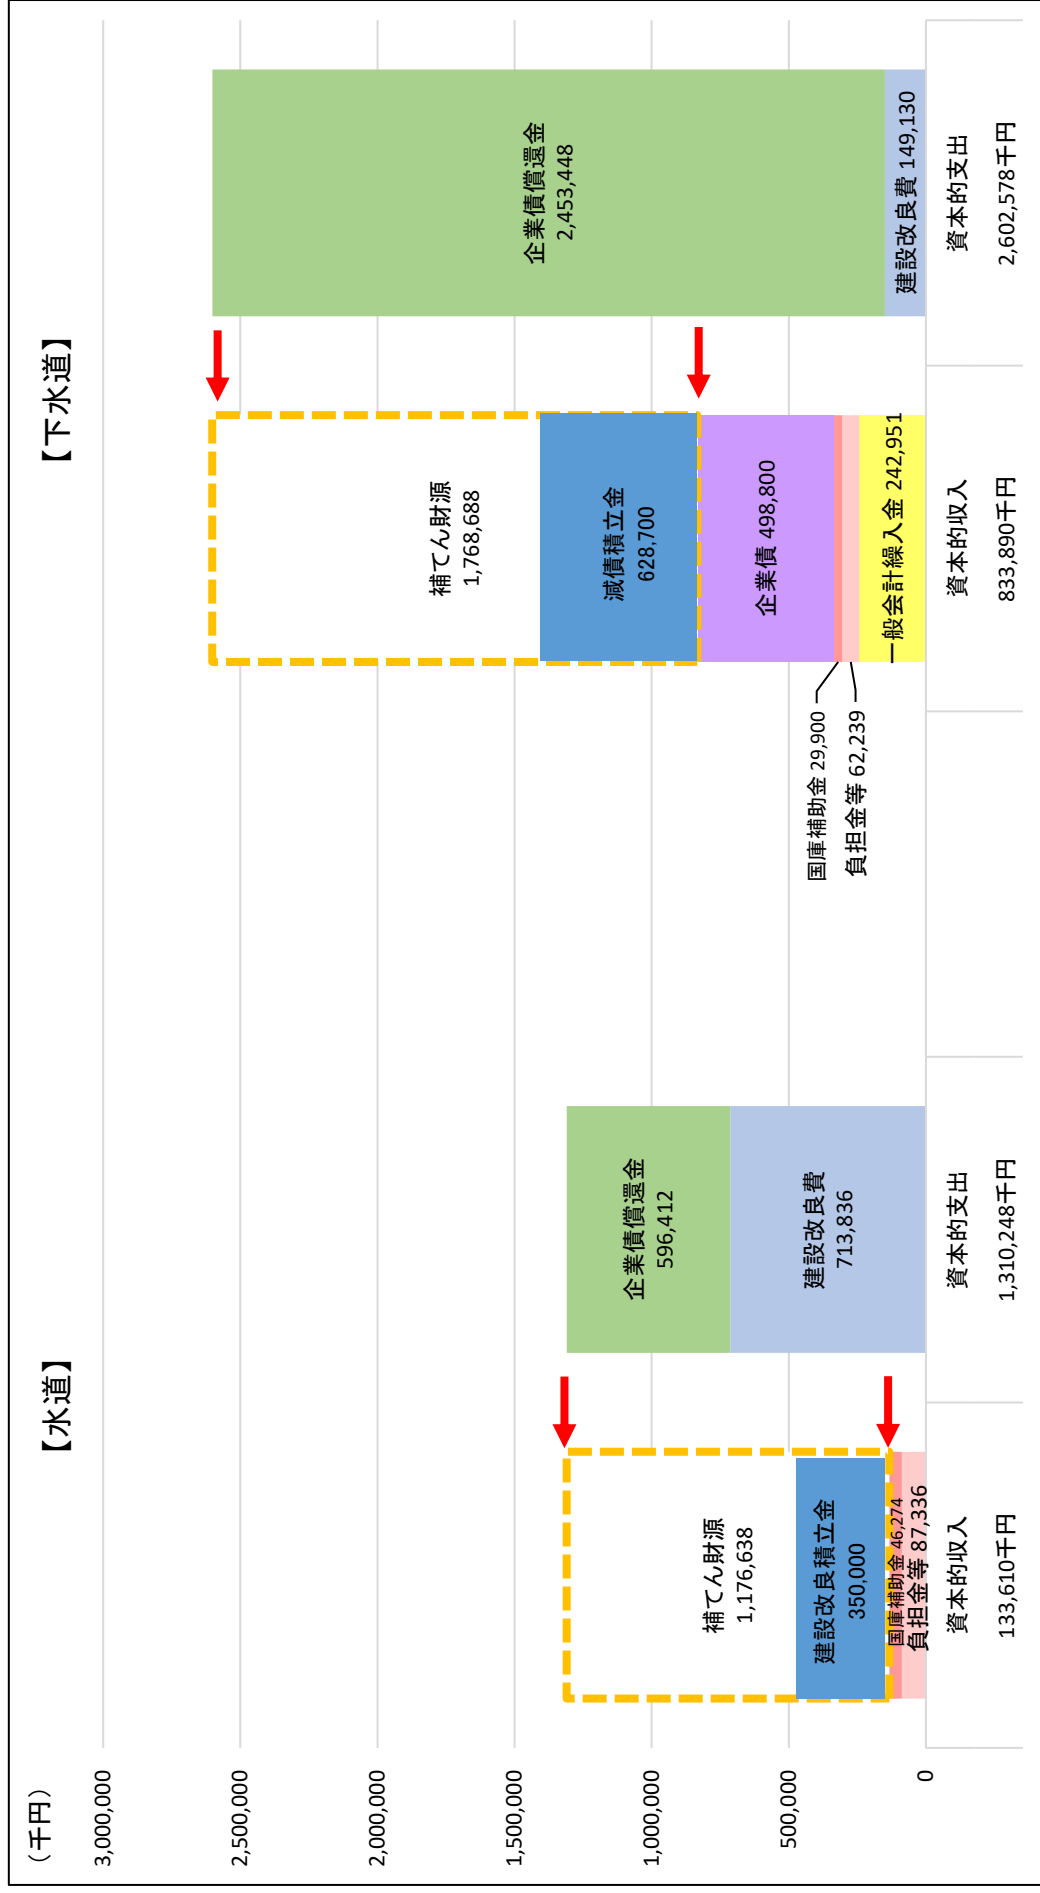 （千円）
【水道】
【下水道】
3,000,000
2,500,000
2,000,000
1,500,000
1,000,000
500,000
0
補てん財源
1,176,638
建設改良積立金
350,000
国庫補助金 46,274
負担金等 87,336
企業債償還金
596,412
建設改良費
713,836
補てん財源
1,768,688
減債積立金
628,700
企業債 498,800
国庫補助金 29,900
負担金等 62,239
一般会計繰入金 242,951
企業債償還金
2,453,448
建設改良費 149,130
資本的収入
133,610千円
資本的支出
1,310,248千円
資本的収入
833,890千円
資本的支出
2,602,578千円